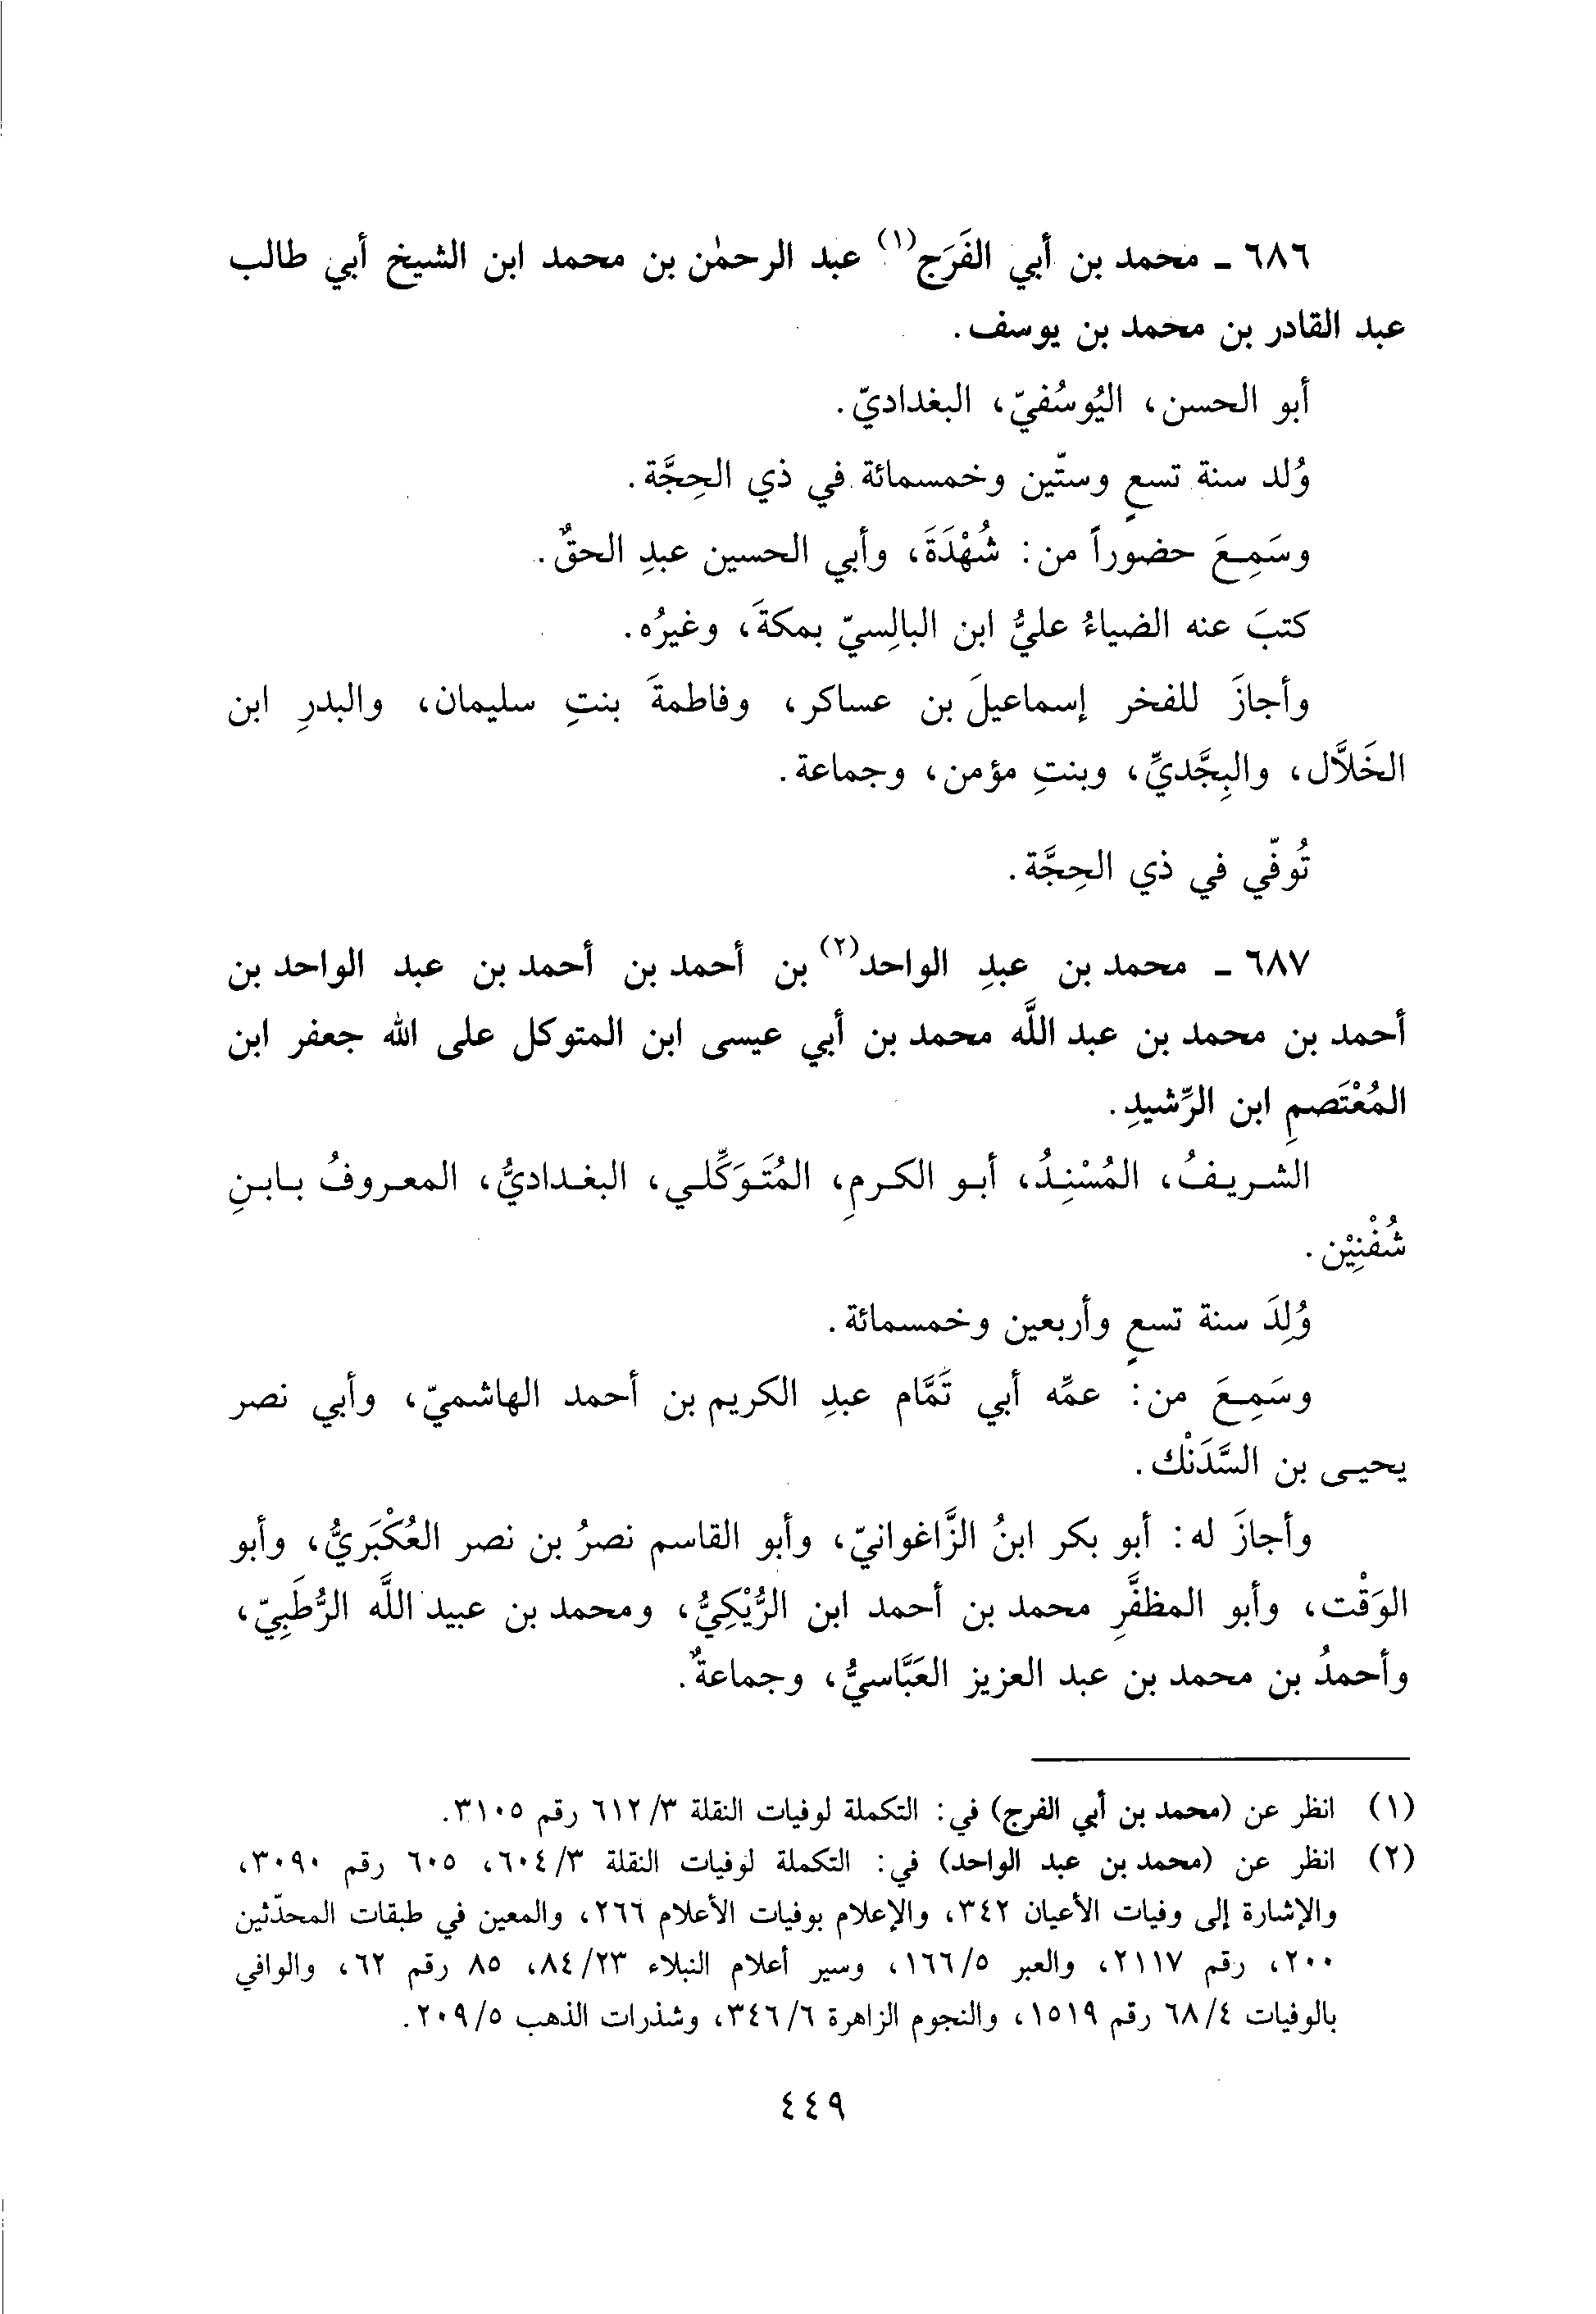 ٦٨٦ ـ محمد بن أبي الفَرَج(١) عبد الرحمٰن بن محمد ابن الشيخ أبي طالب
عبد القادر بن محمد بن يوسف.
أبو الحسن، اليُوسُفيّ، البغداديّ.
وُلد سنة تسعٍ وستّين وخمسمائة في ذي الحِجَّة.
وسَمِعَ حضوراً من: شُهْدَةَ، وأبي الحسين عبدِ الحقٌ.
كتبَ عنه الضياءُ عليُّ ابن البالِسيّ بمكةَ، وغيرُه.
وأجازَ للفخر إسماعيلَ بن عساكر، وفاطمةَ بنتِ سليمان، والبدرِ ابن
الخَلاَّل، والبِجَّديِّ، وبنتِ مؤمن، وجماعة.
تُوفّي في ذي الحِجَّة.
٦٨٧ ـ محمد بن عبدِ الواحد(٢) بن أحمد بن أحمد بن عبد الواحد بن
أحمد بن محمد بن عبد اللَّه محمد بن أبي عيسى ابن المتوكل على الله جعفر ابن
المُعْتَصمِ ابن الرِّشيدِ.
الشريفُ، المُسْنِدُ، أبو الكرمِ، المُتَوَكِّلي، البغداديُّ، المعروفُ بابنِ
شُفْنِيْن.
وُلِدَ سنة تسعٍ وأربعين وخمسمائة.
وسَمِعَ من: عمِّه أبي تَمَّام عبدِ الكريم بن أحمد الهاشميّ، وأبي نصر
يحيى بن السَّدَنْك.
وأجازَ له: أبو بكر ابنُ الزَّاغوانيّ، وأبو القاسم نصرُ بن نصر العُكْبَريُّ، وأبو
الوَقْت، وأبو المظفَّرِ محمد بن أحمد ابن الرُّيْكِيُّ، ومحمد بن عبيد اللَّه الرُّطَبِيّ،
وأحمدُ بن محمد بن عبد العزيز العَبَّاسيُّ، وجماعةٌ.
(١) انظر عن (محمد بن أبي الفرج) في: التكملة لوفيات النقلة ٣/ ٦١٢ رقم ٣١٠٥.
(٢) انظر عن (محمد بن عبد الواحد) في: التكملة لوفيات النقلة ٣/ ٦٠٤، ٦٠٥ رقم ٣٠٩٠،
والإشارة إلى وفيات الأعيان ٣٤٢، والإعلام بوفيات الأعلام ٢٦٦، والمعين في طبقات المحدّثين
٢٠٠، رقم ٢١١٧، والعبر ٥/ ١٦٦، وسير أعلام النبلاء ٢٣/ ٨٤، ٨٥ رقم ٦٢، والوافي
بالوفيات ٤/ ٦٨ رقم ١٥١٩، والنجوم الزاهرة ٦/ ٣٤٦، وشذرات الذهب ٥/ ٢٠٩.
٤٤٩